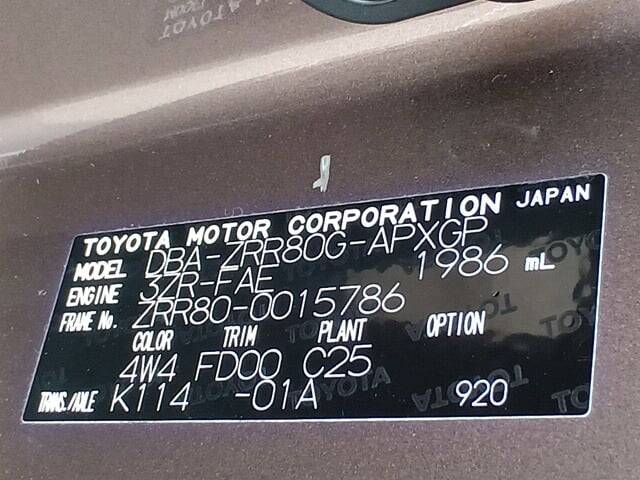 TOYOTA MOTOR CORPORATION JAPAN
MODEL DBA-ZRR80G-APXGP
ENGINE 3ZR-FAE 1986 mL
FRAME No. ZRR80-0015786
COLOR TRIM PLANT OPTION
4W4 FD00 C25
TRANS./AXLE K114 -01A 920